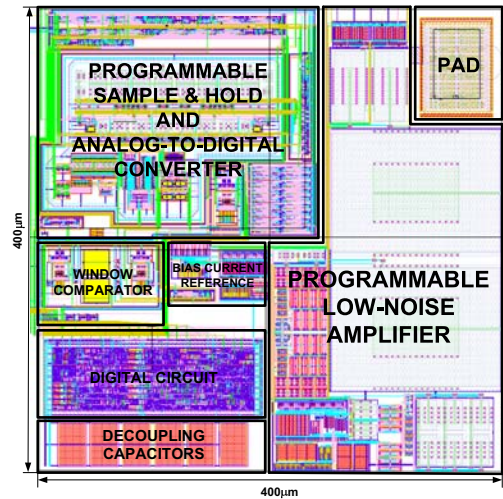 PROGRAMMABLE
SAMPLE & HOLD
AND
ANALOG-TO-DIGITAL
CONVERTER
PAD
400μm
WINDOW
COMPARATOR
BIAS CURRENT
REFERENCE
PROGRAMMABLE
LOW-NOISE
AMPLIFIER
DIGITAL CIRCUIT
DECOUPLING
CAPACITORS
400μm